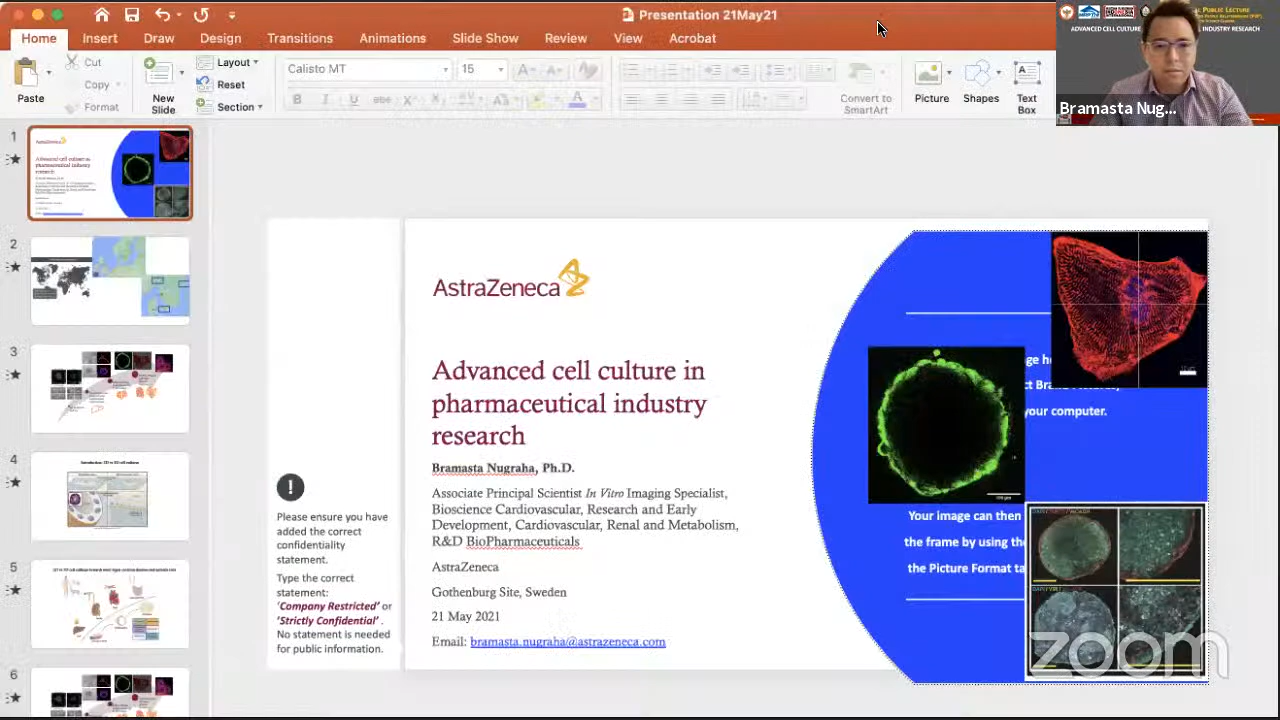 Presentation 21May21
Home Insert Draw Design Transitions Animations Slide Show Review View Acrobat
Paste
Cut
Copy
Format
New
Slide
Layout
Reset
Section
Calisto MT
15
Convert to
SmartArt
Picture
Shapes
Text
Box
Bramasta Nug...
1
2
3
4
5
AstraZeneca
Advanced cell culture in
pharmaceutical industry
research
Bramasta Nugraha, Ph.D.
Associate Principal Scientist In Vitro Imaging Specialist,
Bioscience Cardiovascular, Research and Early
Development, Cardiovascular, Renal and Metabolism,
R&D BioPharmaceuticals
AstraZeneca
Gothenburg Site, Sweden
21 May 2021
Email: bramasta.nugraha@astrazeneca.com
!
Please ensure you have
added the correct
confidentiality
statement.
Type the correct
statement:
'Company Restricted' or
'Strictly Confidential' .
No statement is needed
for public information.
your computer.
Your image can then
the frame by using the
the Picture Format ta
zoom